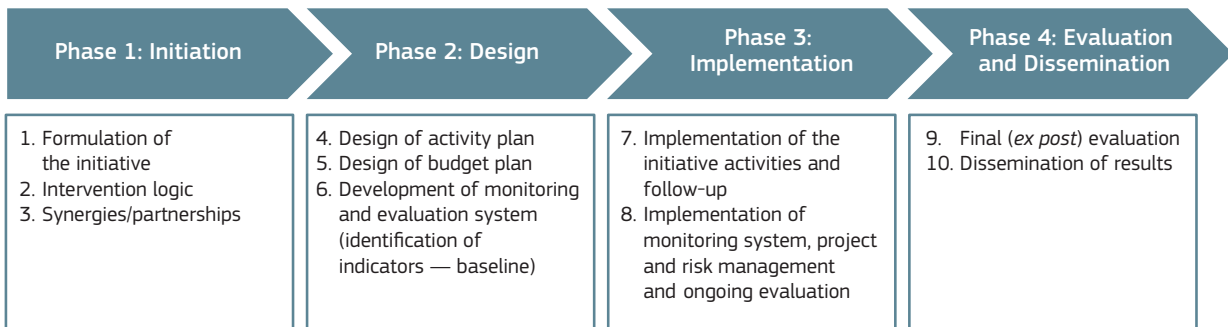 Phase 1: Initiation
Phase 2: Design
Phase 3:
Implementation
Phase 4: Evaluation
and Dissemination
1. Formulation of
the initiative
2. Intervention logic
3. Synergies/partnerships
4. Design of activity plan
5. Design of budget plan
6. Development of monitoring
and evaluation system
(identification of
indicators — baseline)
7. Implementation of the
initiative activities and
follow-up
8. Implementation of
monitoring system, project
and risk management
and ongoing evaluation
9. Final (ex post) evaluation
10. Dissemination of results